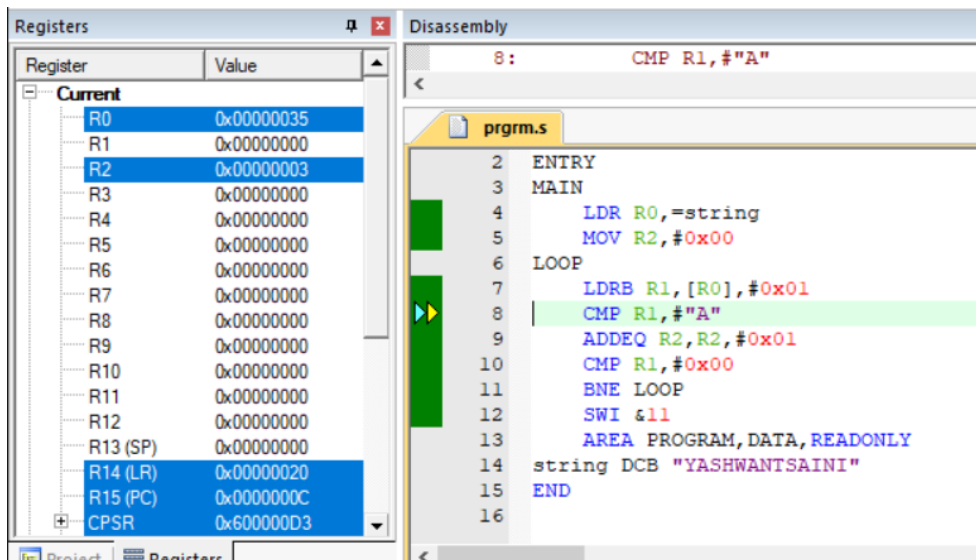 Registers
Register Value
Current
R0 0x00000035
R1 0x00000000
R2 0x00000003
R3 0x00000000
R4 0x00000000
R5 0x00000000
R6 0x00000000
R7 0x00000000
R8 0x00000000
R9 0x00000000
R10 0x00000000
R11 0x00000000
R12 0x00000000
R13 (SP) 0x00000000
R14 (LR) 0x00000020
R15 (PC) 0x0000000C
CPSR 0x600000D3
Project Registers
Disassembly
8: CMP R1,#"A"
prgrm.s
2 ENTRY
3 MAIN
4 LDR R0,=string
5 MOV R2,#0x00
6 LOOP
7 LDRB R1,[R0],#0x01
8 CMP R1,#"A"
9 ADDEQ R2,R2,#0x01
10 CMP R1,#0x00
11 BNE LOOP
12 SWI &11
13 AREA PROGRAM,DATA,READONLY
14 string DCB "YASHWANTSAINI"
15 END
16